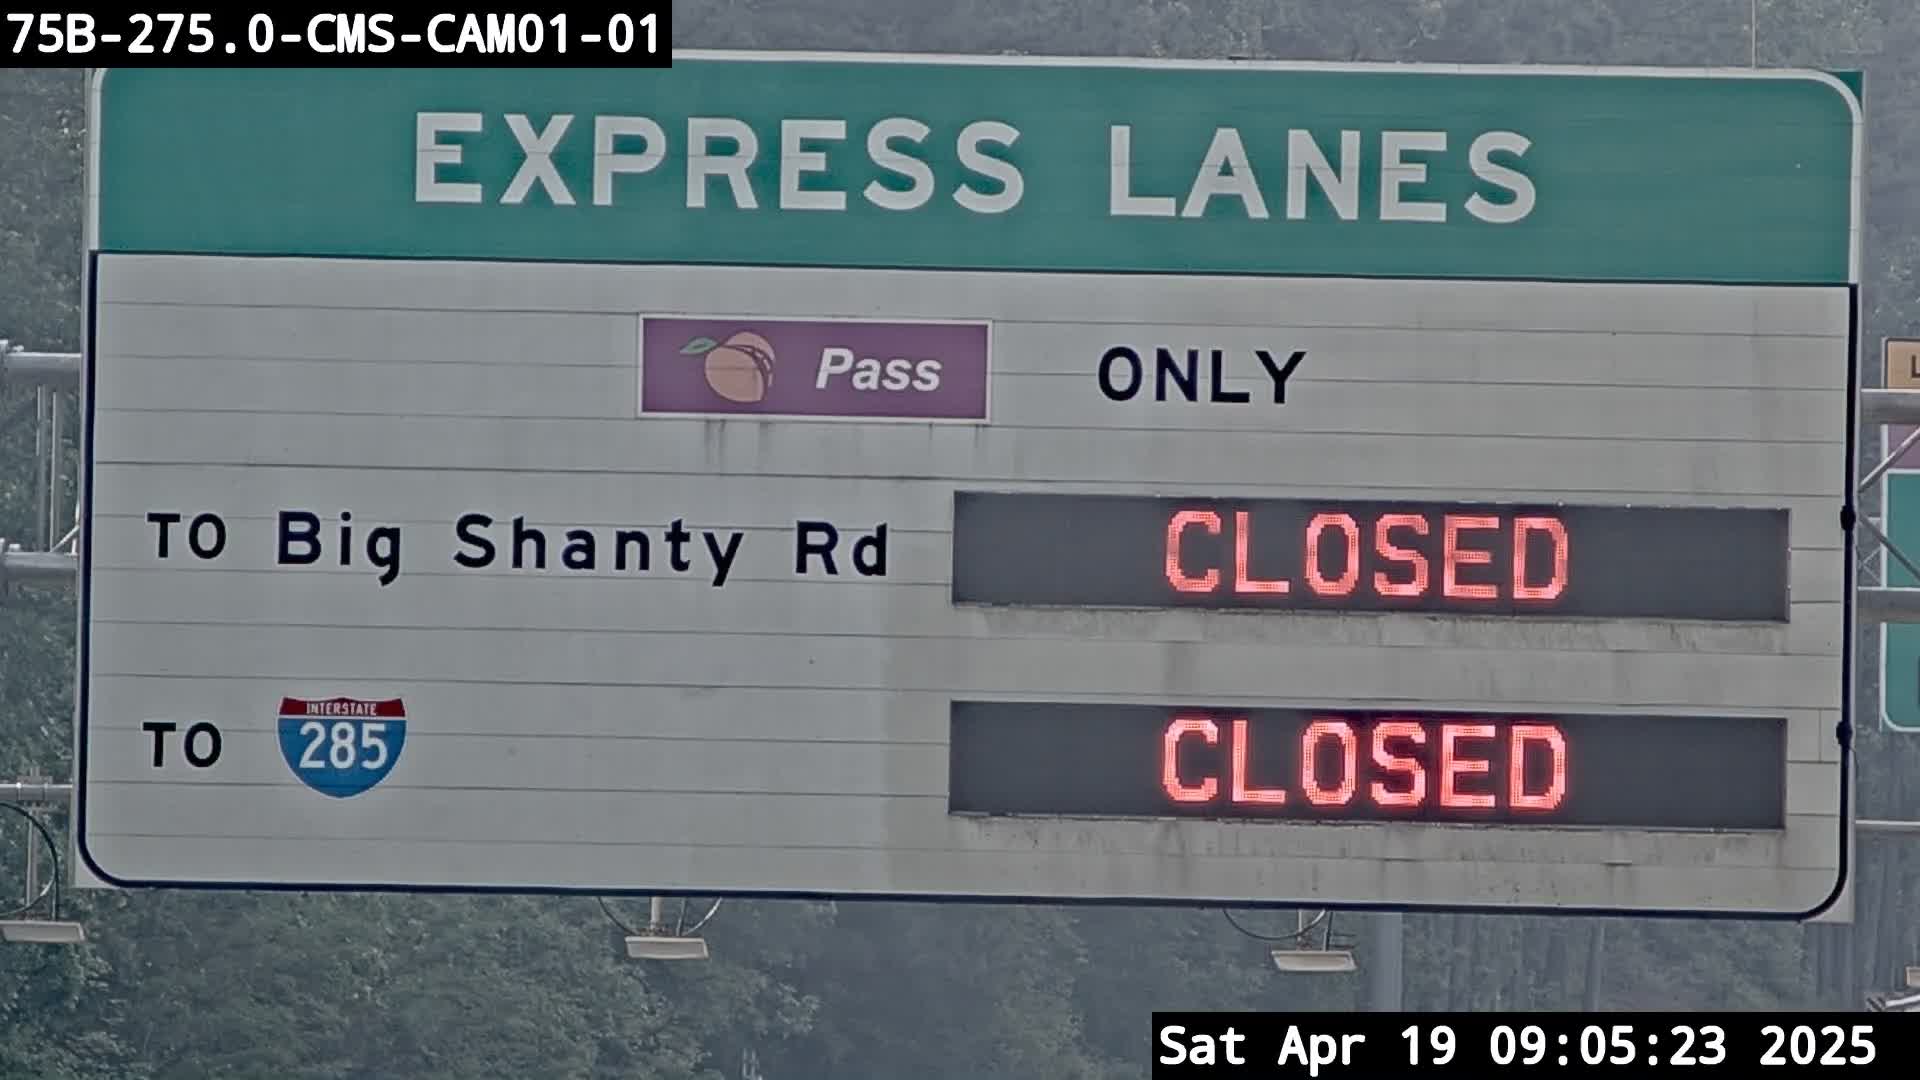 75B-275.0-CMS-CAM01-01
EXPRESS LANES
Pass ONLY
TO Big Shanty Rd CLOSED
INTERSTATE
TO 285 CLOSED
Sat Apr 19 09:05:23 2025